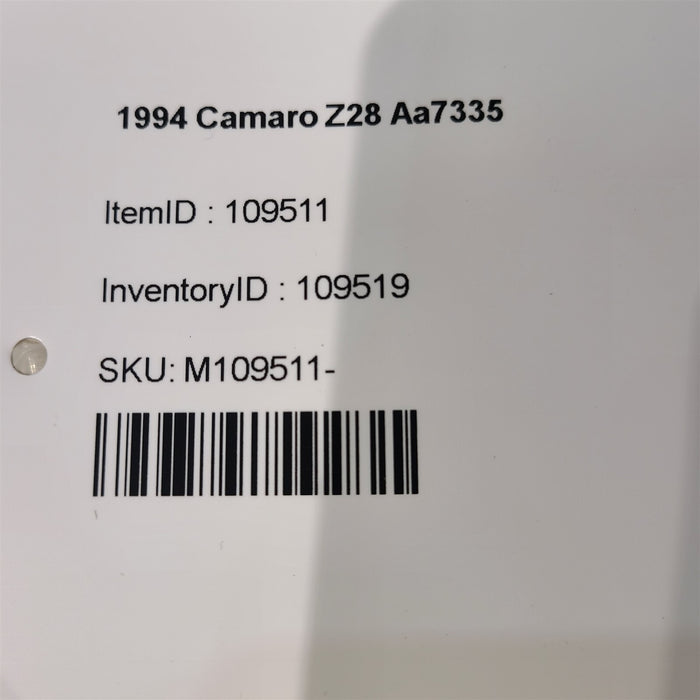 1994 Camaro Z28 Aa7335
ItemID : 109511
InventoryID : 109519
SKU: M109511-